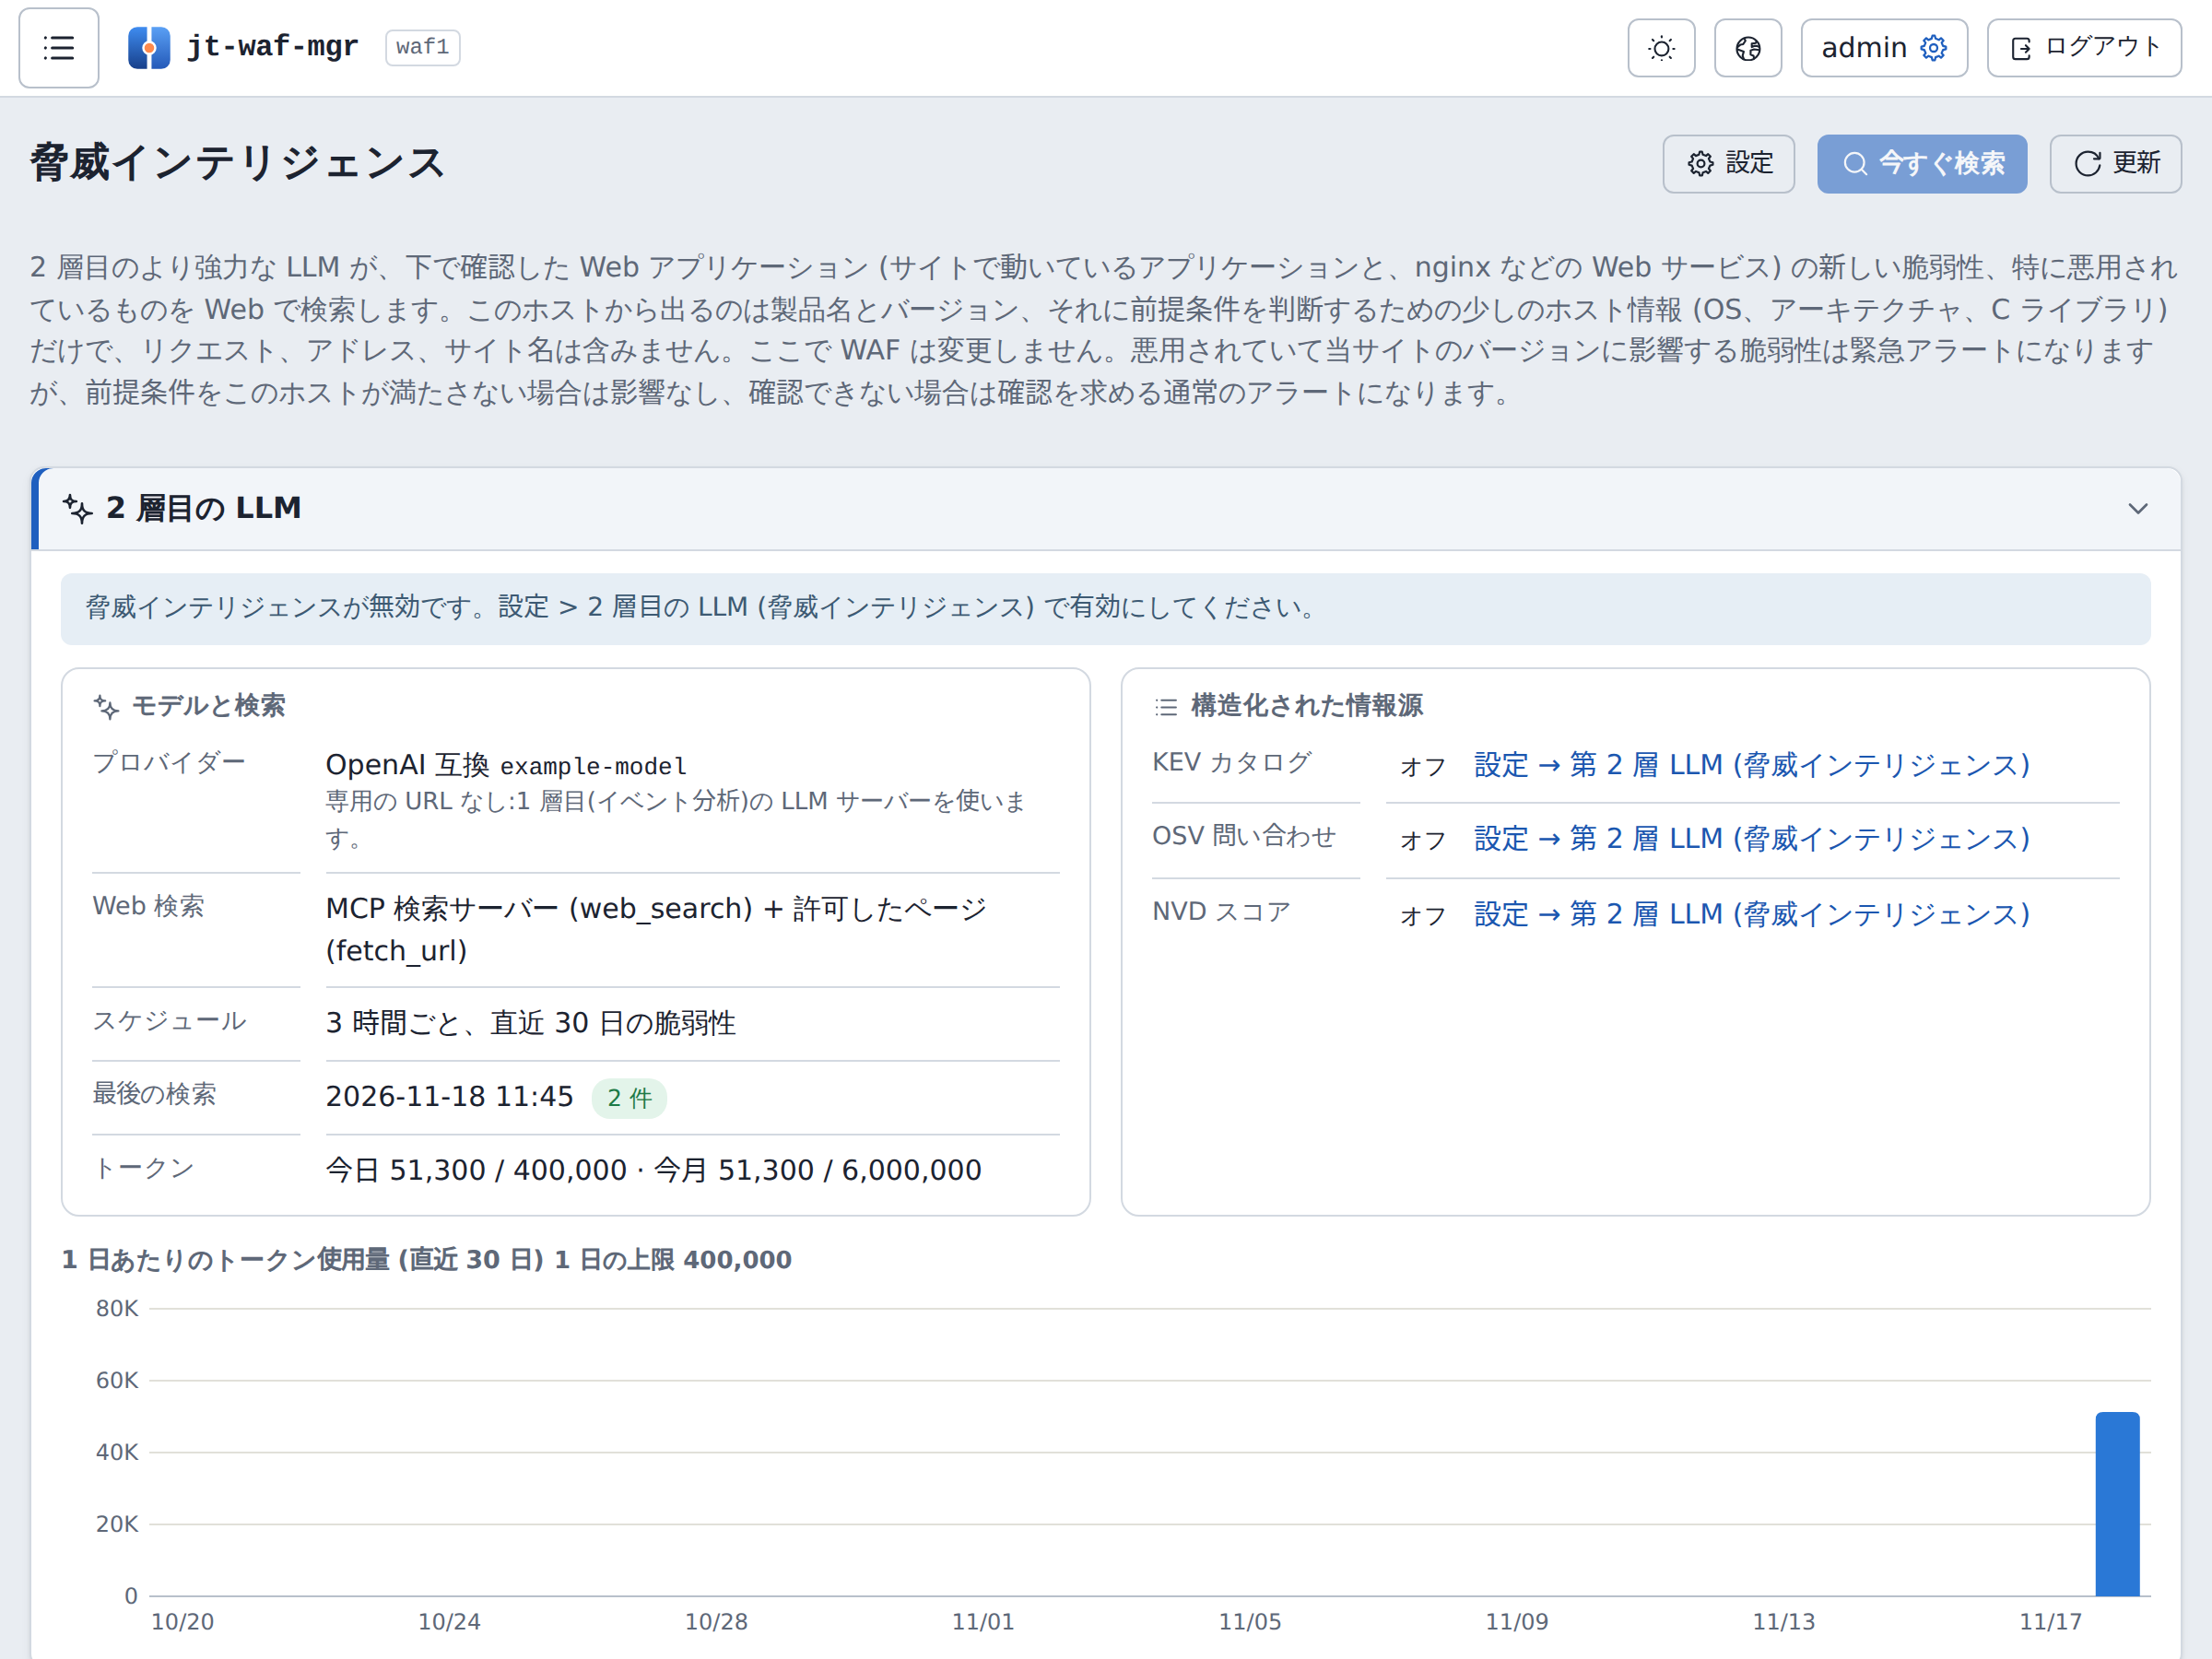 jt-waf-mgr waf1 admin ログアウト
脅威インテリジェンス 設定 今すぐ検索 更新
2 層目のより強力な LLM が、下で確認した Web アプリケーション (サイトで動いているアプリケーションと、nginx などの Web サービス) の新しい脆弱性、特に悪用され
ているものを Web で検索します。このホストから出るのは製品名とバージョン、それに前提条件を判断するための少しのホスト情報 (OS、アーキテクチャ、C ライブラリ)
だけで、リクエスト、アドレス、サイト名は含みません。ここで WAF は変更しません。悪用されていて当サイトのバージョンに影響する脆弱性は緊急アラートになります
が、前提条件をこのホストが満たさない場合は影響なし、確認できない場合は確認を求める通常のアラートになります。
2 層目の LLM
脅威インテリジェンスが無効です。設定 > 2 層目の LLM (脅威インテリジェンス) で有効にしてください。
モデルと検索
プロバイダー OpenAI 互換 example-model
専用の URL なし:1 層目(イベント分析)の LLM サーバーを使いま
す。
Web 検索 MCP 検索サーバー (web_search) + 許可したページ
(fetch_url)
スケジュール 3 時間ごと、直近 30 日の脆弱性
最後の検索 2026-11-18 11:45 2 件
トークン 今日 51,300 / 400,000 · 今月 51,300 / 6,000,000
構造化された情報源
KEV カタログ オフ 設定 → 第 2 層 LLM (脅威インテリジェンス)
OSV 問い合わせ オフ 設定 → 第 2 層 LLM (脅威インテリジェンス)
NVD スコア オフ 設定 → 第 2 層 LLM (脅威インテリジェンス)
1 日あたりのトークン使用量 (直近 30 日) 1 日の上限 400,000
80K
60K
40K
20K
0
10/20 10/24 10/28 11/01 11/05 11/09 11/13 11/17